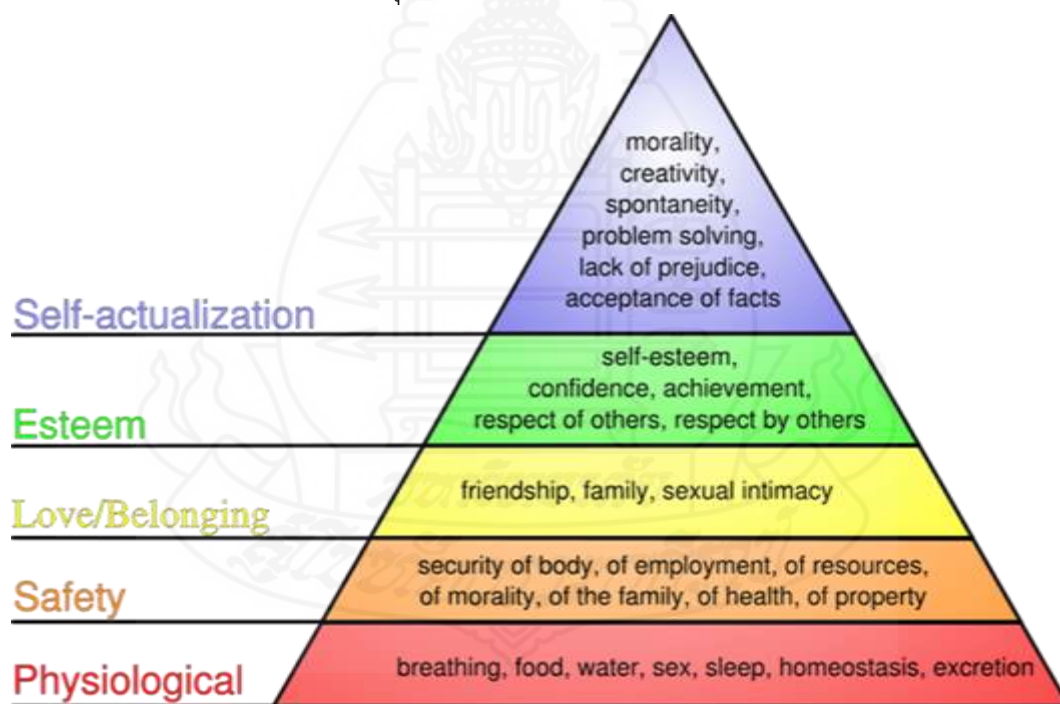 morality,
creativity,
spontaneity,
problem solving,
lack of prejudice,
acceptance of facts
Self-actualization
self-esteem,
confidence, achievement,
respect of others, respect by others
Esteem
friendship, family, sexual intimacy
Love/Belonging
security of body, of employment, of resources,
of morality, of the family, of health, of property
Safety
breathing, food, water, sex, sleep, homeostasis, excretion
Physiological